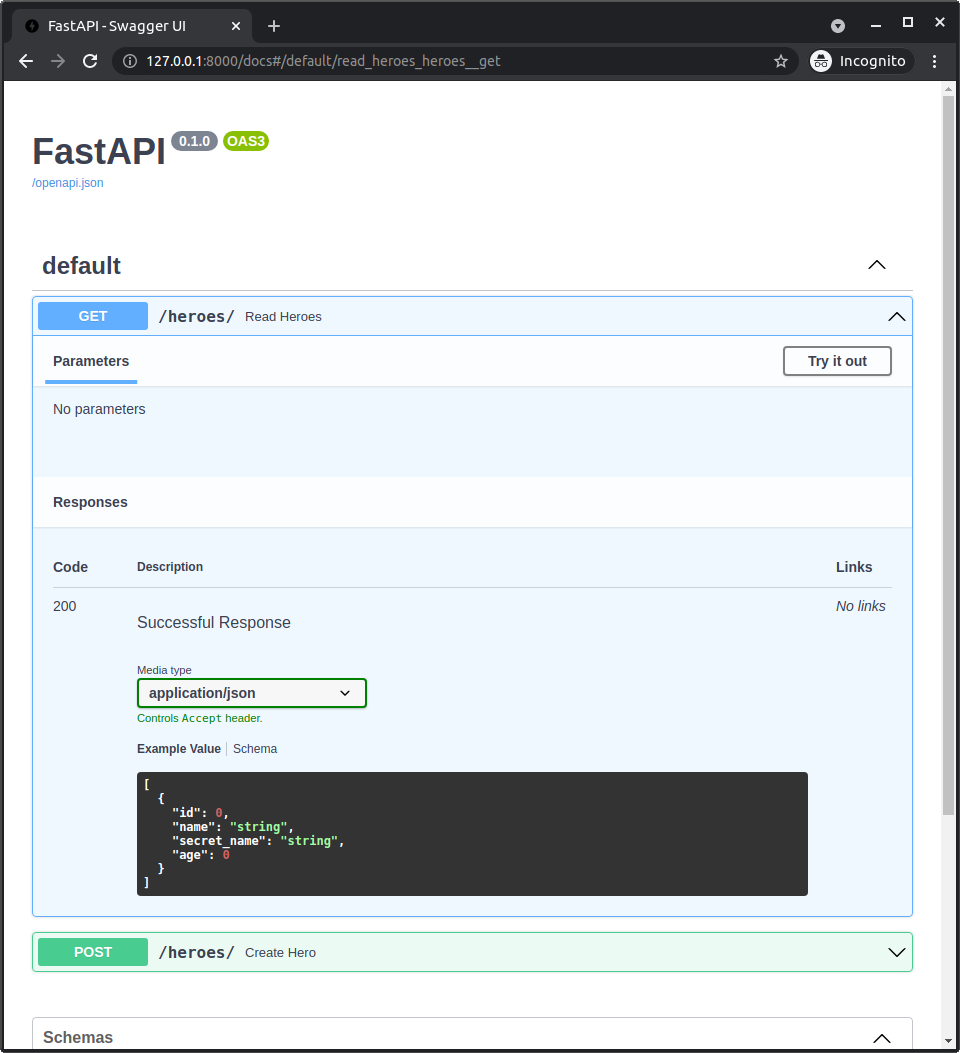 FastAPI - Swagger UI
127.0.0.1:8000/docs#/default/read_heroes_heroes__get
Incognito
FastAPI 0.1.0 OAS3
/openapi.json
default
GET /heroes/ Read Heroes
Parameters
Try it out
No parameters
Responses
Code Description Links
200 Successful Response No links
Media type
application/json
Controls Accept header.
Example Value Schema
[
  {
    "id": 0,
    "name": "string",
    "secret_name": "string",
    "age": 0
  }
]
POST /heroes/ Create Hero
Schemas